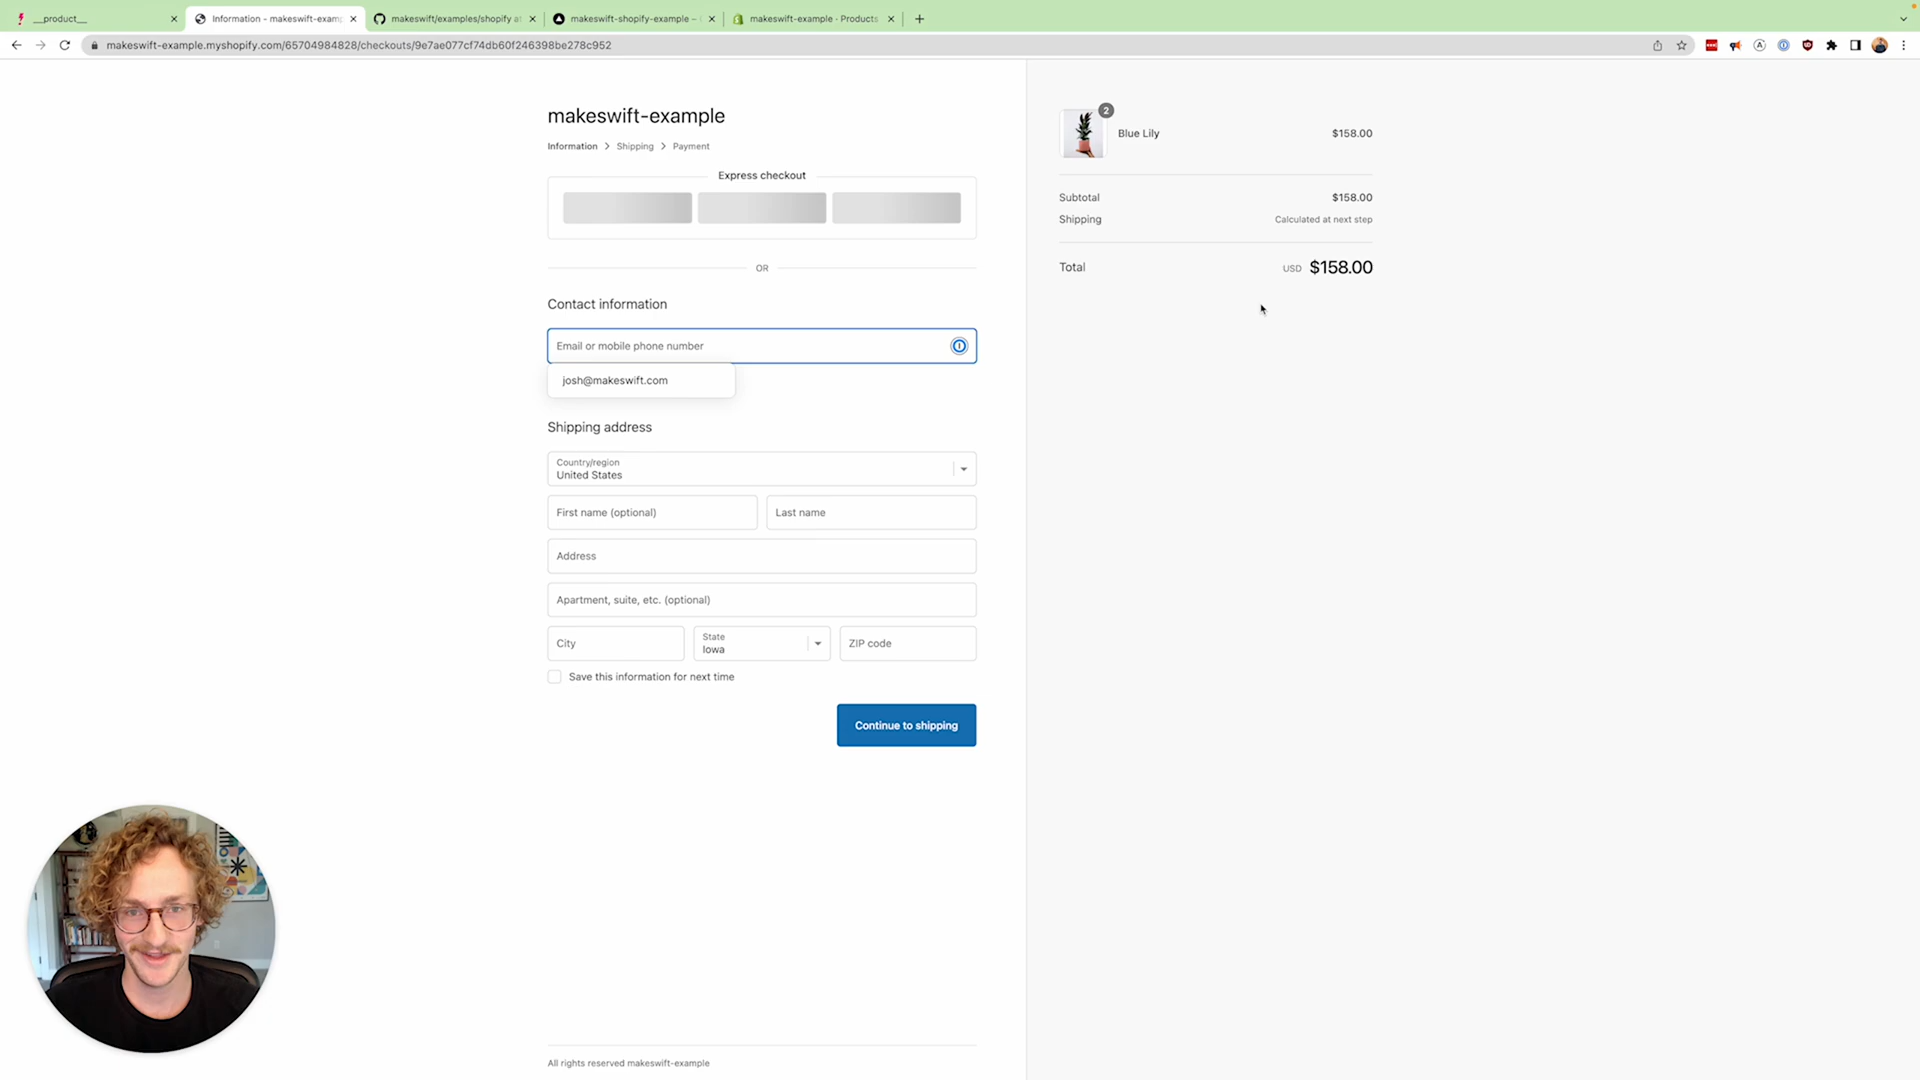 __product__
Information - makeswift-examp
makeswift/examples/shopify at
makeswift-shopify-example –
makeswift-example · Products
makeswift-example.myshopify.com/65704984828/checkouts/9e7ae077cf74db60f246398be278c952
makeswift-example
Information > Shipping > Payment
Express checkout
OR
Contact information
Email or mobile phone number
josh@makeswift.com
Shipping address
Country/region
United States
First name (optional)
Last name
Address
Apartment, suite, etc. (optional)
City
State
Iowa
ZIP code
Save this information for next time
Continue to shipping
All rights reserved makeswift-example
2
Blue Lily
$158.00
Subtotal
$158.00
Shipping
Calculated at next step
Total
USD $158.00